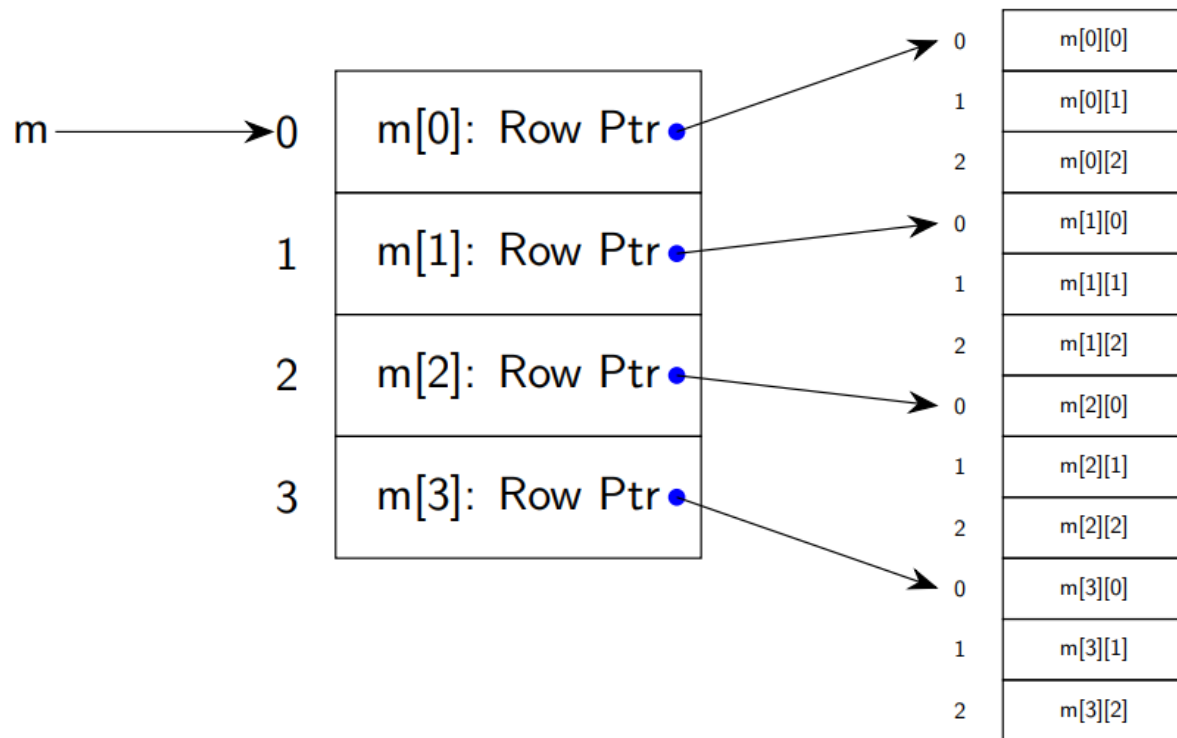 m
0
m[0]: Row Ptr
1
m[1]: Row Ptr
2
m[2]: Row Ptr
3
m[3]: Row Ptr
0 m[0][0]
1 m[0][1]
2 m[0][2]
0 m[1][0]
1 m[1][1]
2 m[1][2]
0 m[2][0]
1 m[2][1]
2 m[2][2]
0 m[3][0]
1 m[3][1]
2 m[3][2]